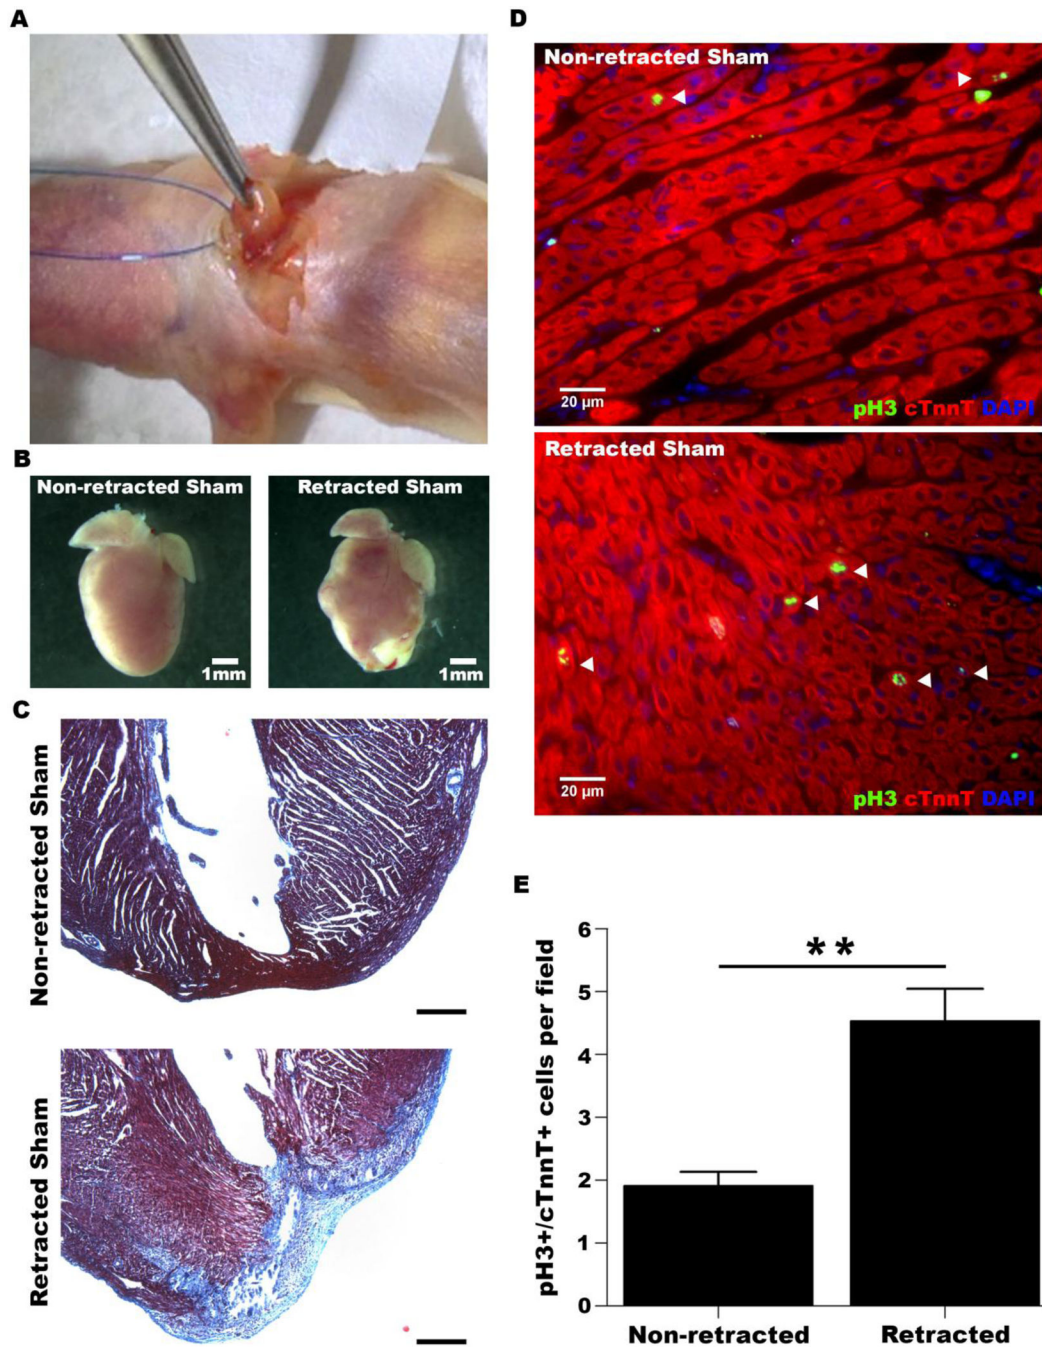 A
B
Non-retracted Sham
1mm
Retracted Sham
1mm
C
Non-retracted Sham
Retracted Sham
D
Non-retracted Sham
20 µm
pH3 cTnnT DAPI
Retracted Sham
20 µm
pH3 cTnnT DAPI
E
pH3+/cTnnT+ cells per field
6
5
4
3
2
1
0
**
Non-retracted
Retracted